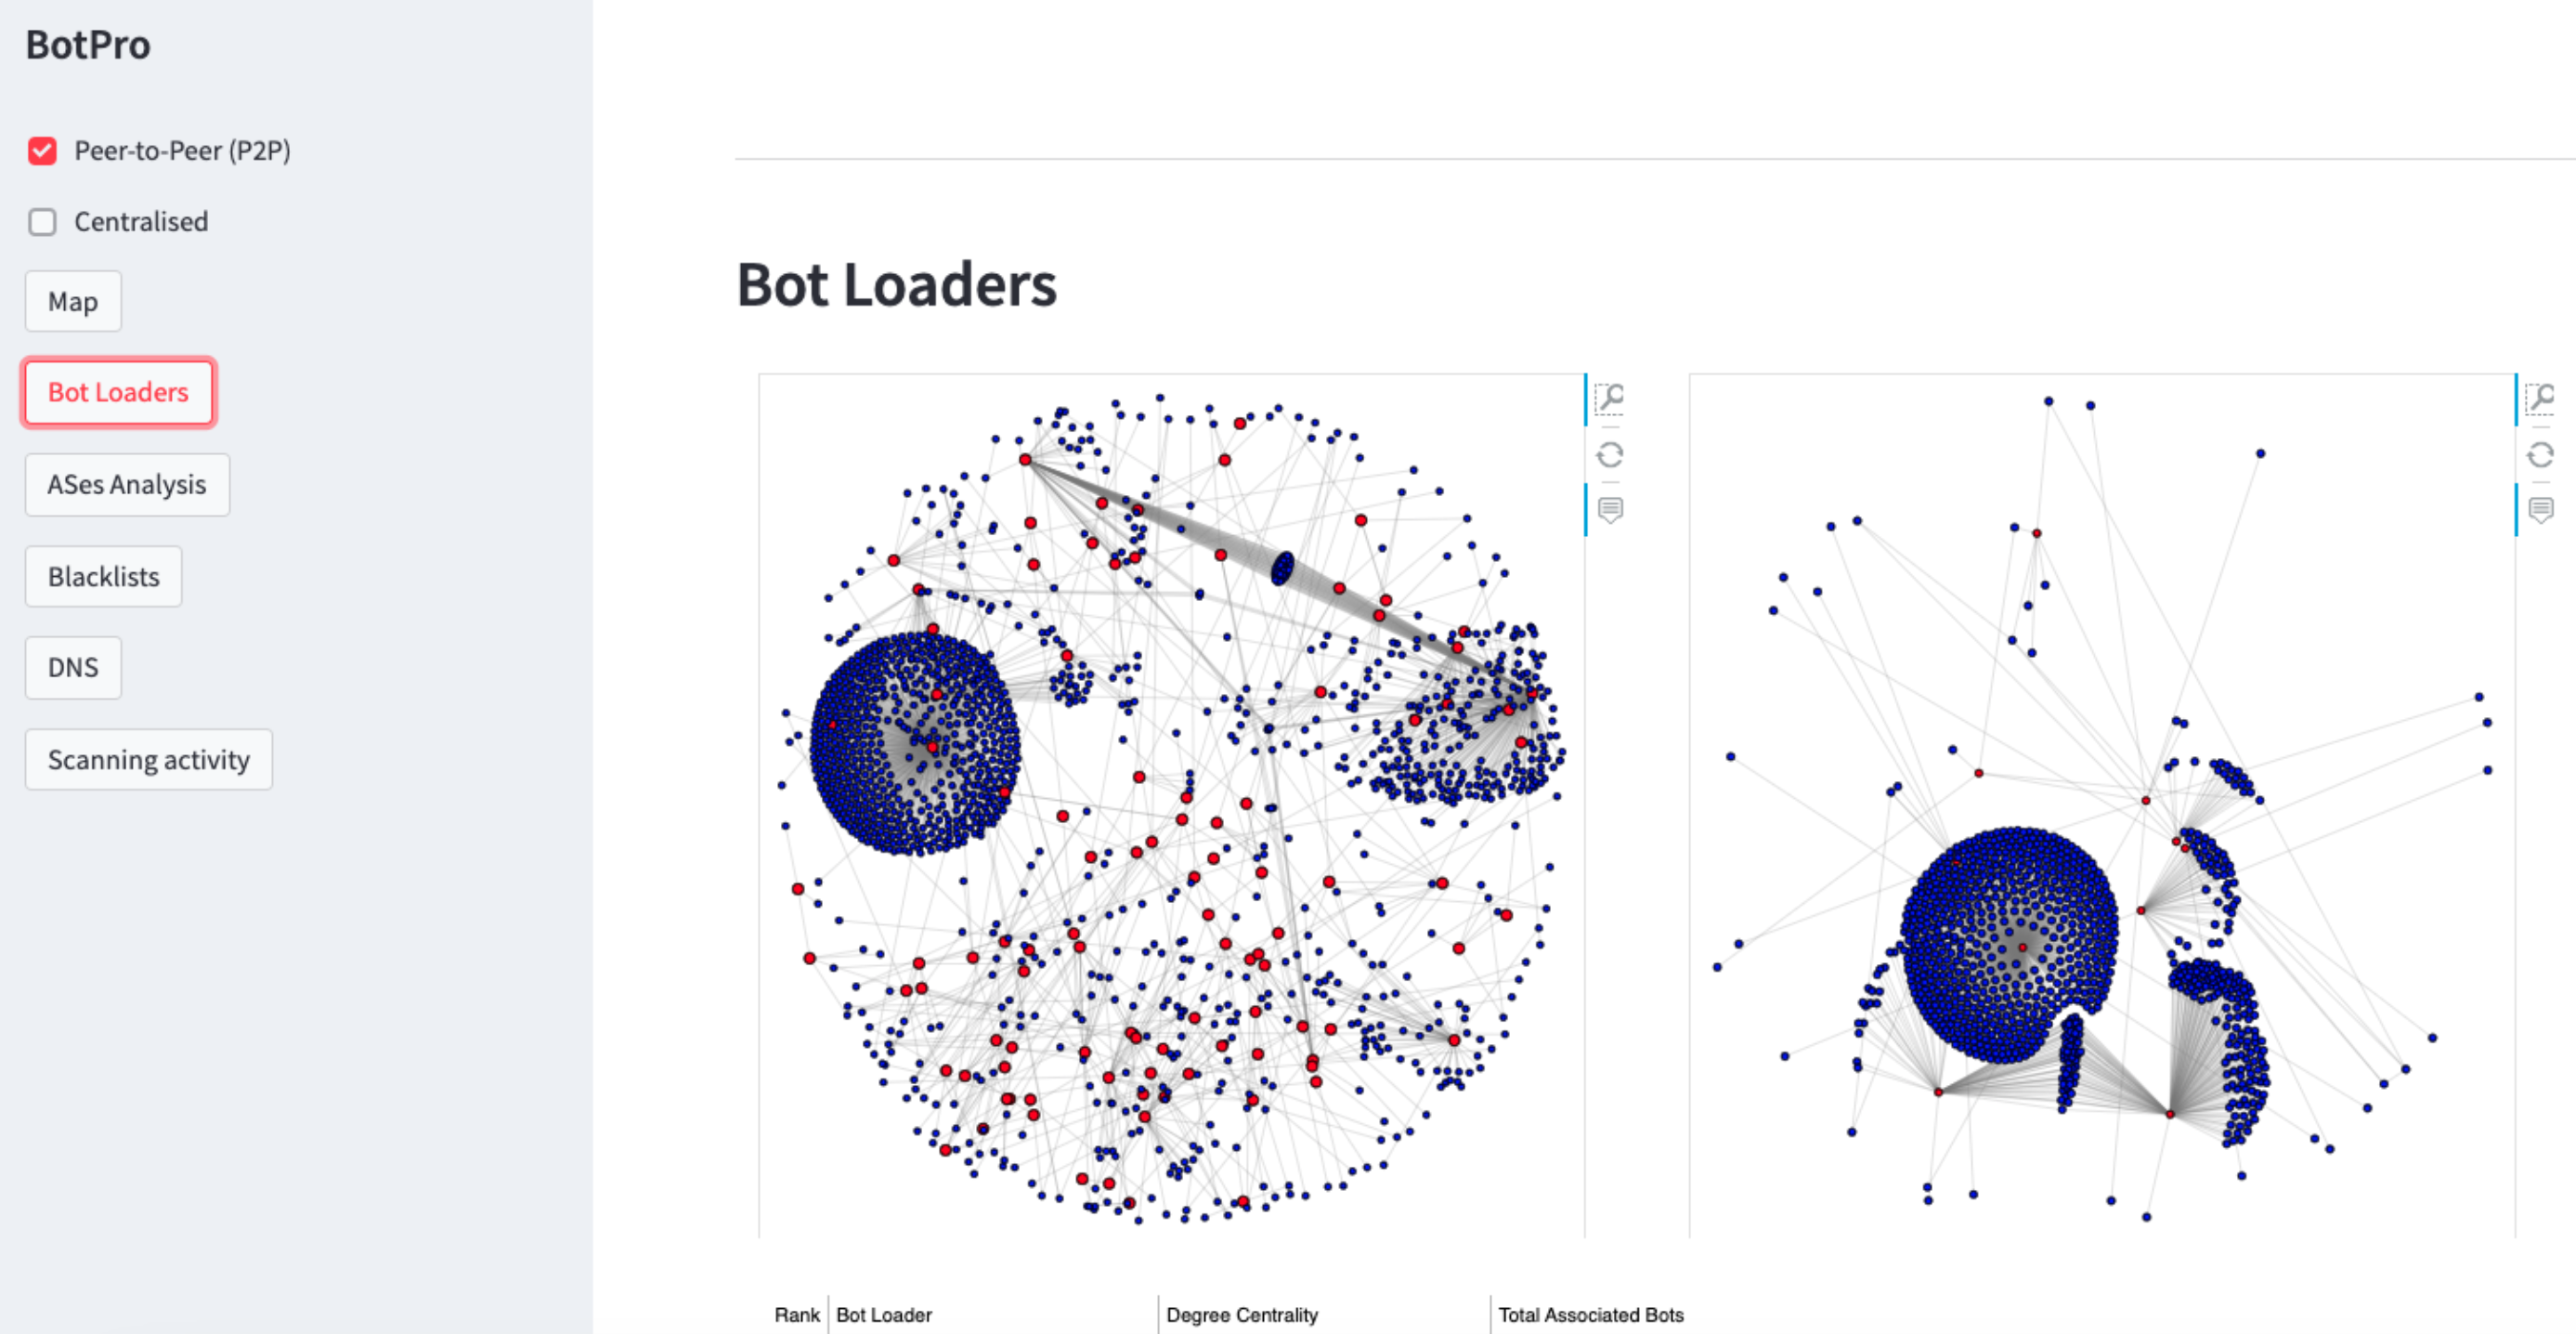 BotPro
Peer-to-Peer (P2P)
Centralised
Map
Bot Loaders
ASes Analysis
Blacklists
DNS
Scanning activity
Bot Loaders
Rank Bot Loader Degree Centrality Total Associated Bots